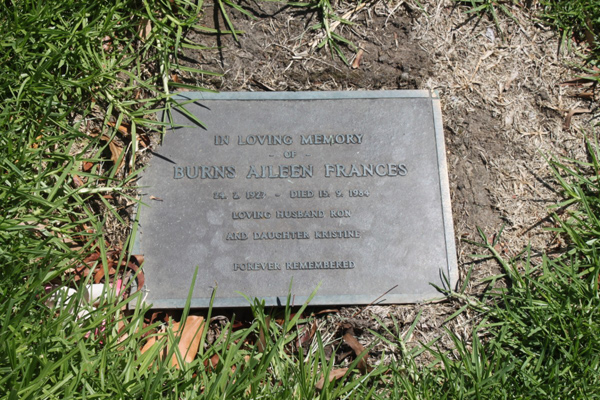 IN LOVING MEMORY
- OF -
BURNS AILEEN FRANCES
24. 2. 1927 - DIED 15. 9. 1984
LOVING HUSBAND RON
AND DAUGHTER KRISTINE
FOREVER REMEMBERED